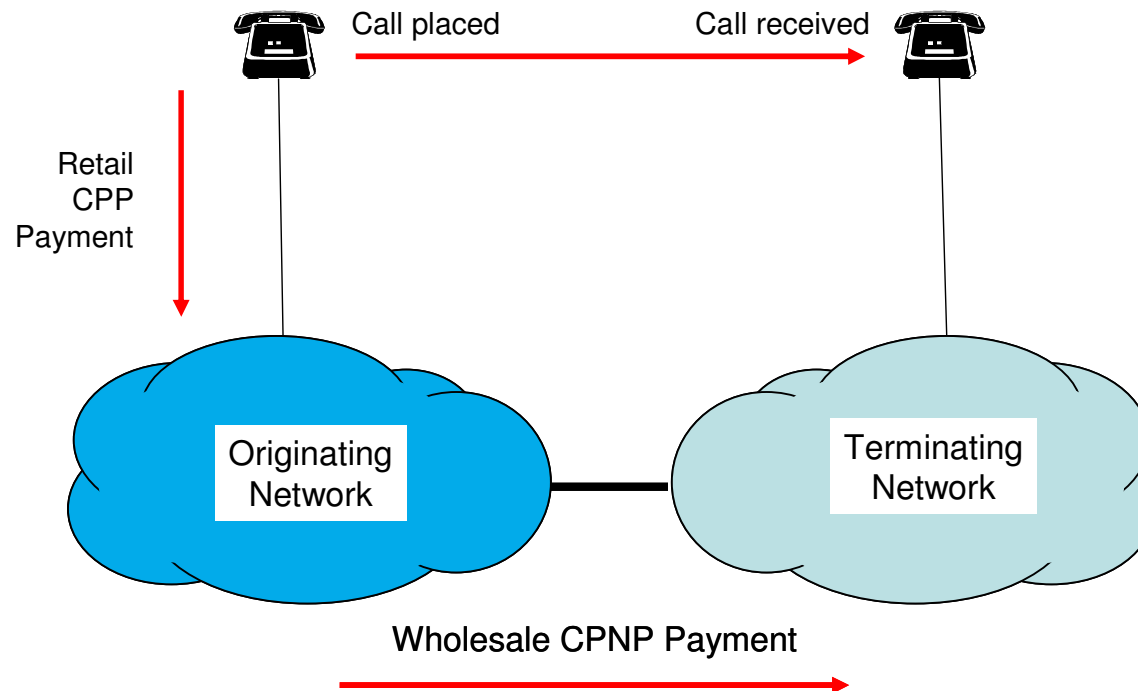 Call placed
Call received
Retail
CPP
Payment
Originating
Network
Terminating
Network
Wholesale CPNP Payment